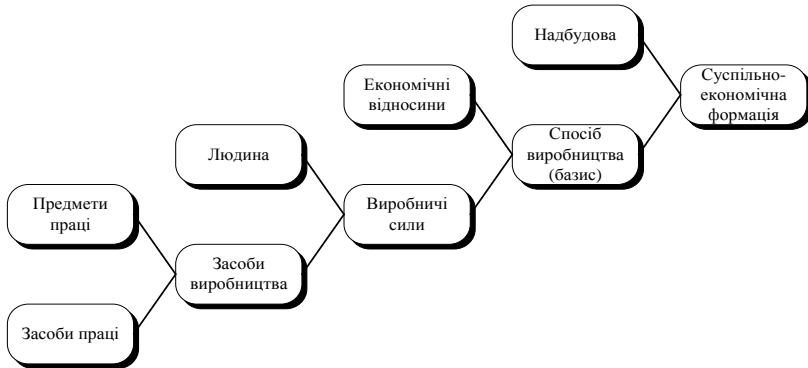 Надбудова
Суспільно-
економічна
формація
Економічні
відносини
Спосіб
виробництва
(базис)
Людина
Виробничі
сили
Предмети
праці
Засоби
виробництва
Засоби праці